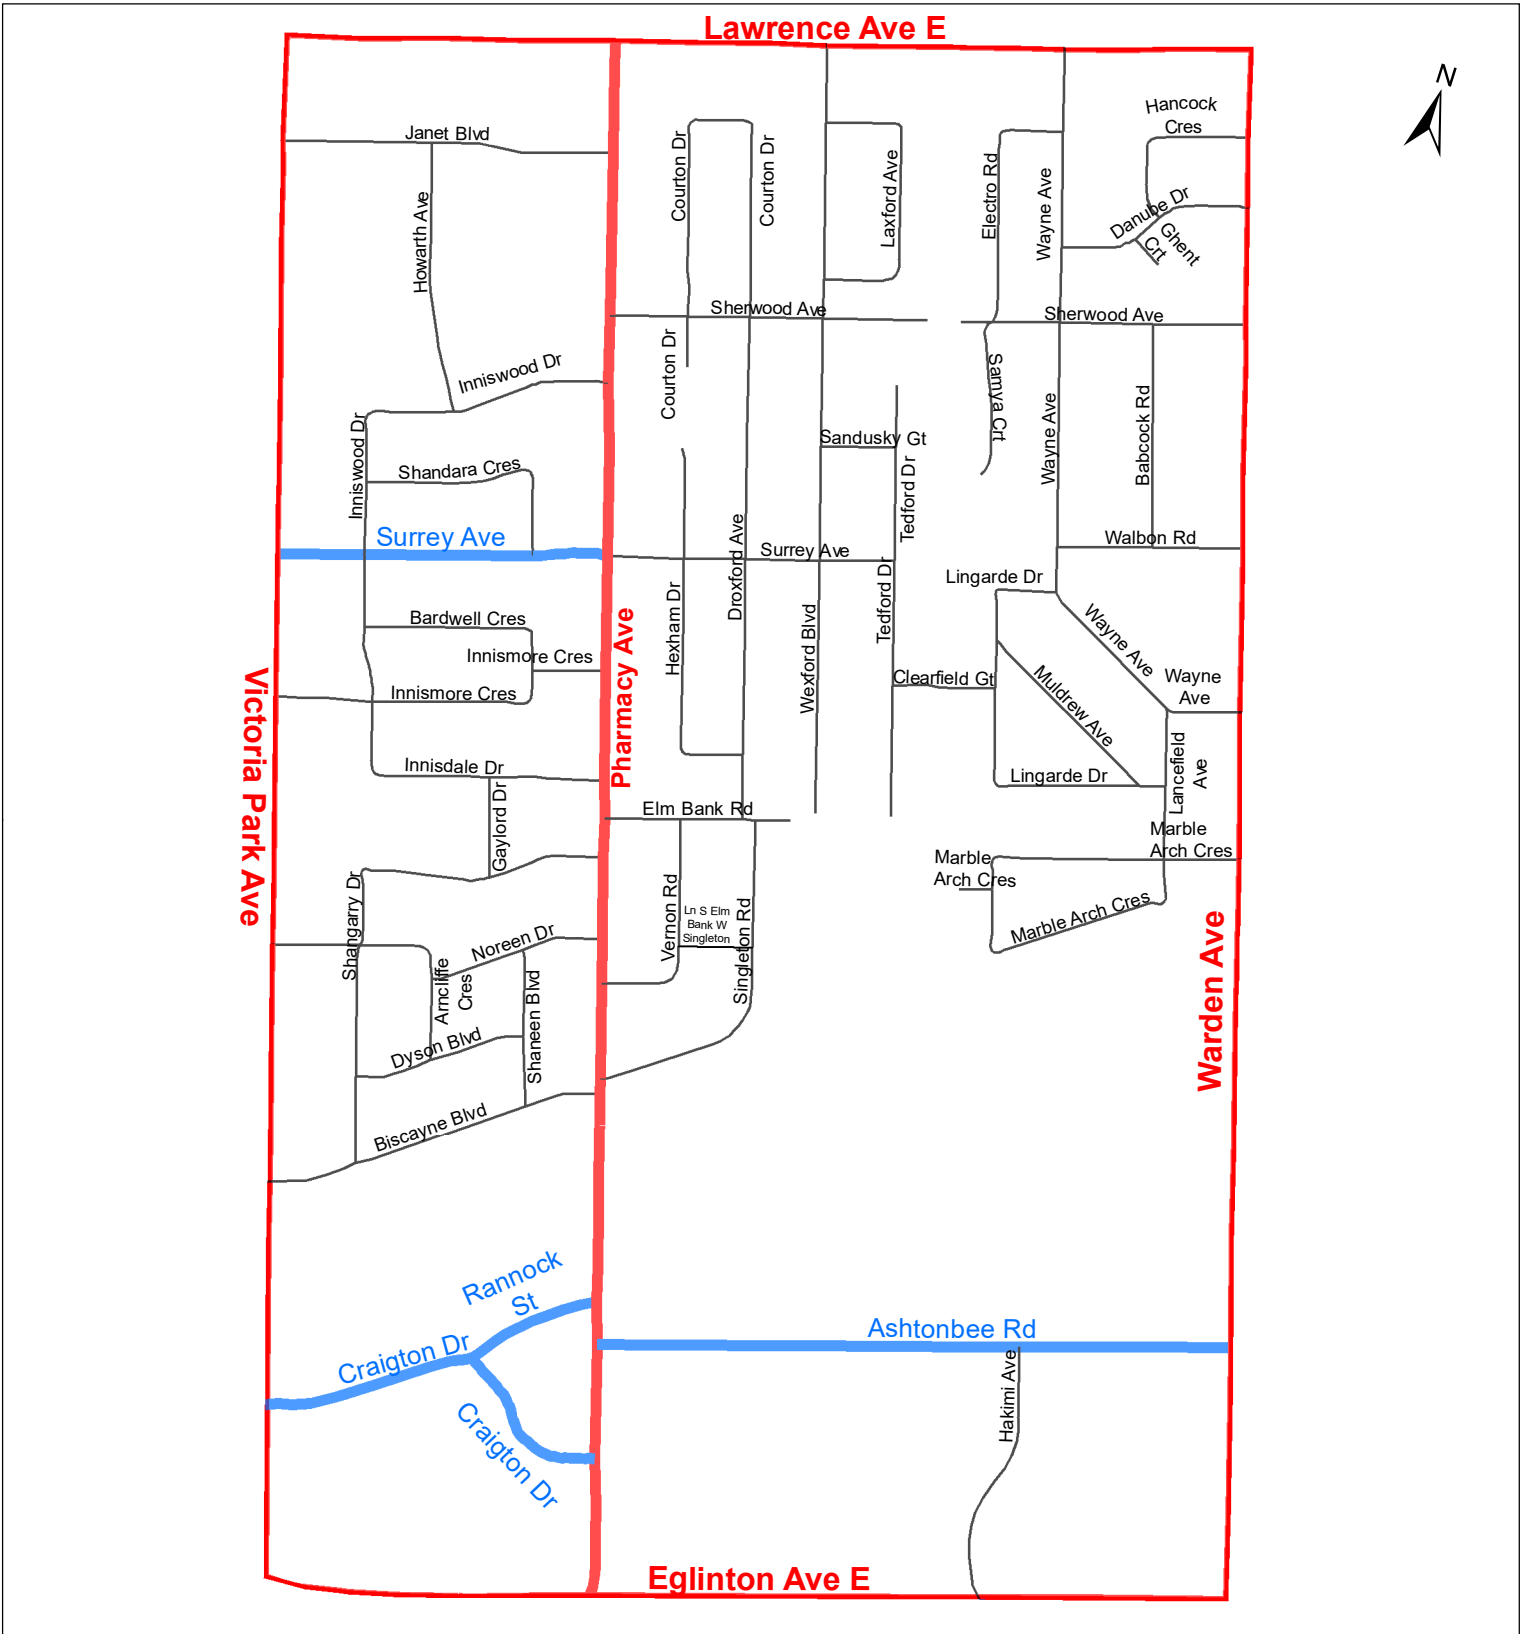 Lawrence Ave E
N
Hancock
Cres
Janet Blvd
Courton Dr
Courton Dr
Laxford Ave
Electro Rd
Wayne Ave
Danube Dr
Ghent
Crt
Howarth Ave
Sherwood Ave
Sherwood Ave
Courton Dr
Inniswood Dr
Samya Crt
Wayne Ave
Babcock Rd
Inniswood Dr
Sandusky Gt
Shandara Cres
Tedford Dr
Surrey Ave
Droxford Ave
Surrey Ave
Walbon Rd
Lingarde Dr
Tedford Dr
Hexham Dr
Wexford Blvd
Bardwell Cres
Wayne Ave
Innismore Cres
Pharmacy Ave
Clearfield Gt
Wayne
Ave
Innismore Cres
Muldrew Ave
Victoria Park Ave
Innisdale Dr
Lingarde Dr
Lancefield
Ave
Gaylord Dr
Elm Bank Rd
Marble
Arch Cres
Marble
Arch Cres
Shangarry Dr
Vernon Rd
Ln S Elm
Bank W
Singleton
Singleton Rd
Marble Arch Cres
Noreen Dr
Arncliffe
Cres
Shaneen Blvd
Warden Ave
Dyson Blvd
Biscayne Blvd
Rannock
St
Ashtonbee Rd
Craigton Dr
Hakimi Ave
Craigton Dr
Eglinton Ave E